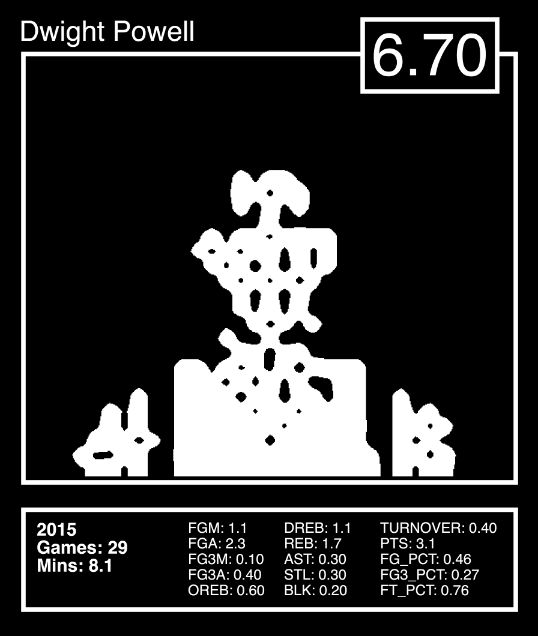 Dwight Powell
6.70
2015
Games: 29
Mins: 8.1
FGM: 1.1
FGA: 2.3
FG3M: 0.10
FG3A: 0.40
OREB: 0.60
DREB: 1.1
REB: 1.7
AST: 0.30
STL: 0.30
BLK: 0.20
TURNOVER: 0.40
PTS: 3.1
FG_PCT: 0.46
FG3_PCT: 0.27
FT_PCT: 0.76